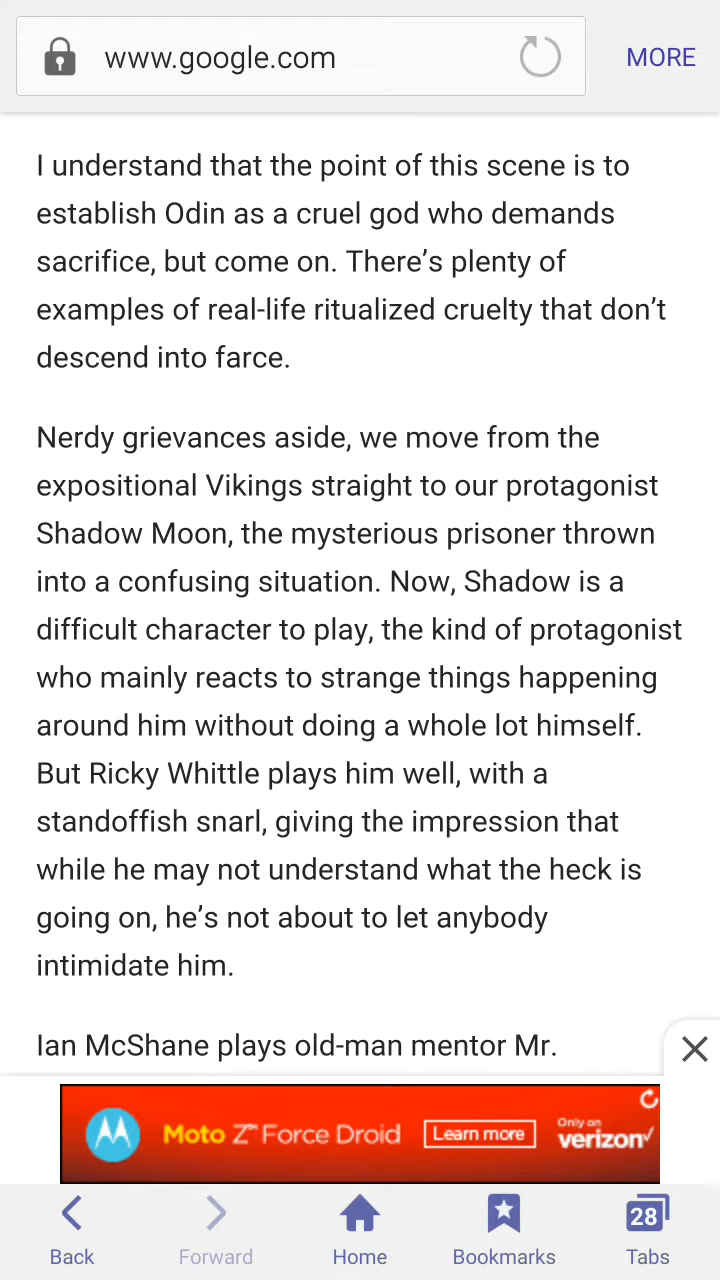 www.google.com
MORE
I understand that the point of this scene is to
establish Odin as a cruel god who demands
sacrifice, but come on. There’s plenty of
examples of real-life ritualized cruelty that don’t
descend into farce.
Nerdy grievances aside, we move from the
expositional Vikings straight to our protagonist
Shadow Moon, the mysterious prisoner thrown
into a confusing situation. Now, Shadow is a
difficult character to play, the kind of protagonist
who mainly reacts to strange things happening
around him without doing a whole lot himself.
But Ricky Whittle plays him well, with a
standoffish snarl, giving the impression that
while he may not understand what the heck is
going on, he’s not about to let anybody
intimidate him.
Ian McShane plays old-man mentor Mr.
Moto Z™ Force Droid
Learn more
Only on
verizon✓
Back
Forward
Home
Bookmarks
28
Tabs